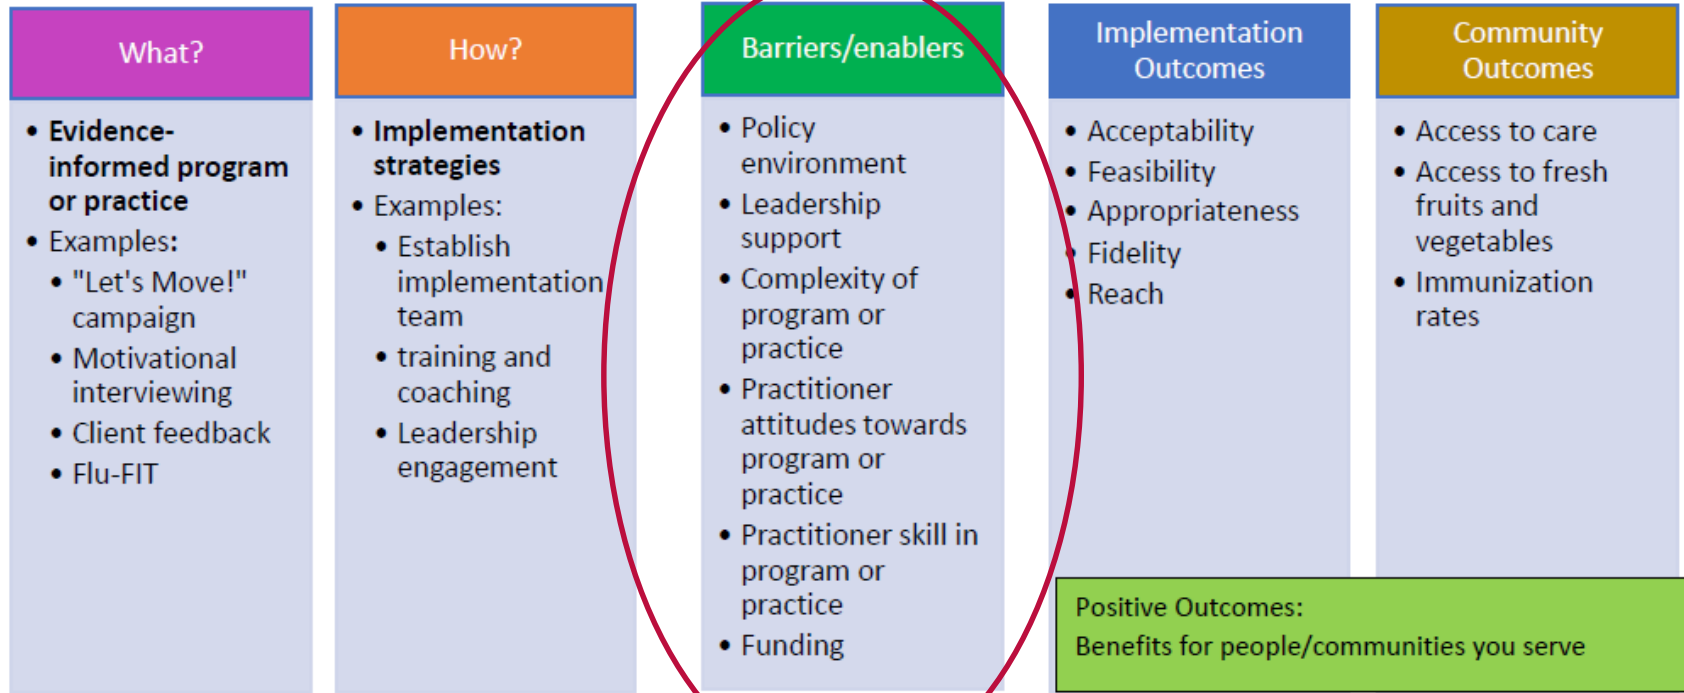 What?
• Evidence-
informed program
or practice
• Examples:
• "Let's Move!"
campaign
• Motivational
interviewing
• Client feedback
• Flu-FIT
How?
• Implementation
strategies
• Examples:
• Establish
implementation
team
• training and
coaching
• Leadership
engagement
Barriers/enablers
• Policy
environment
• Leadership
support
• Complexity of
program or
practice
• Practitioner
attitudes towards
program or
practice
• Practitioner skill in
program or
practice
• Funding
Implementation
Outcomes
• Acceptability
• Feasibility
• Appropriateness
• Fidelity
• Reach
Community
Outcomes
• Access to care
• Access to fresh
fruits and
vegetables
• Immunization
rates
Positive Outcomes:
Benefits for people/communities you serve